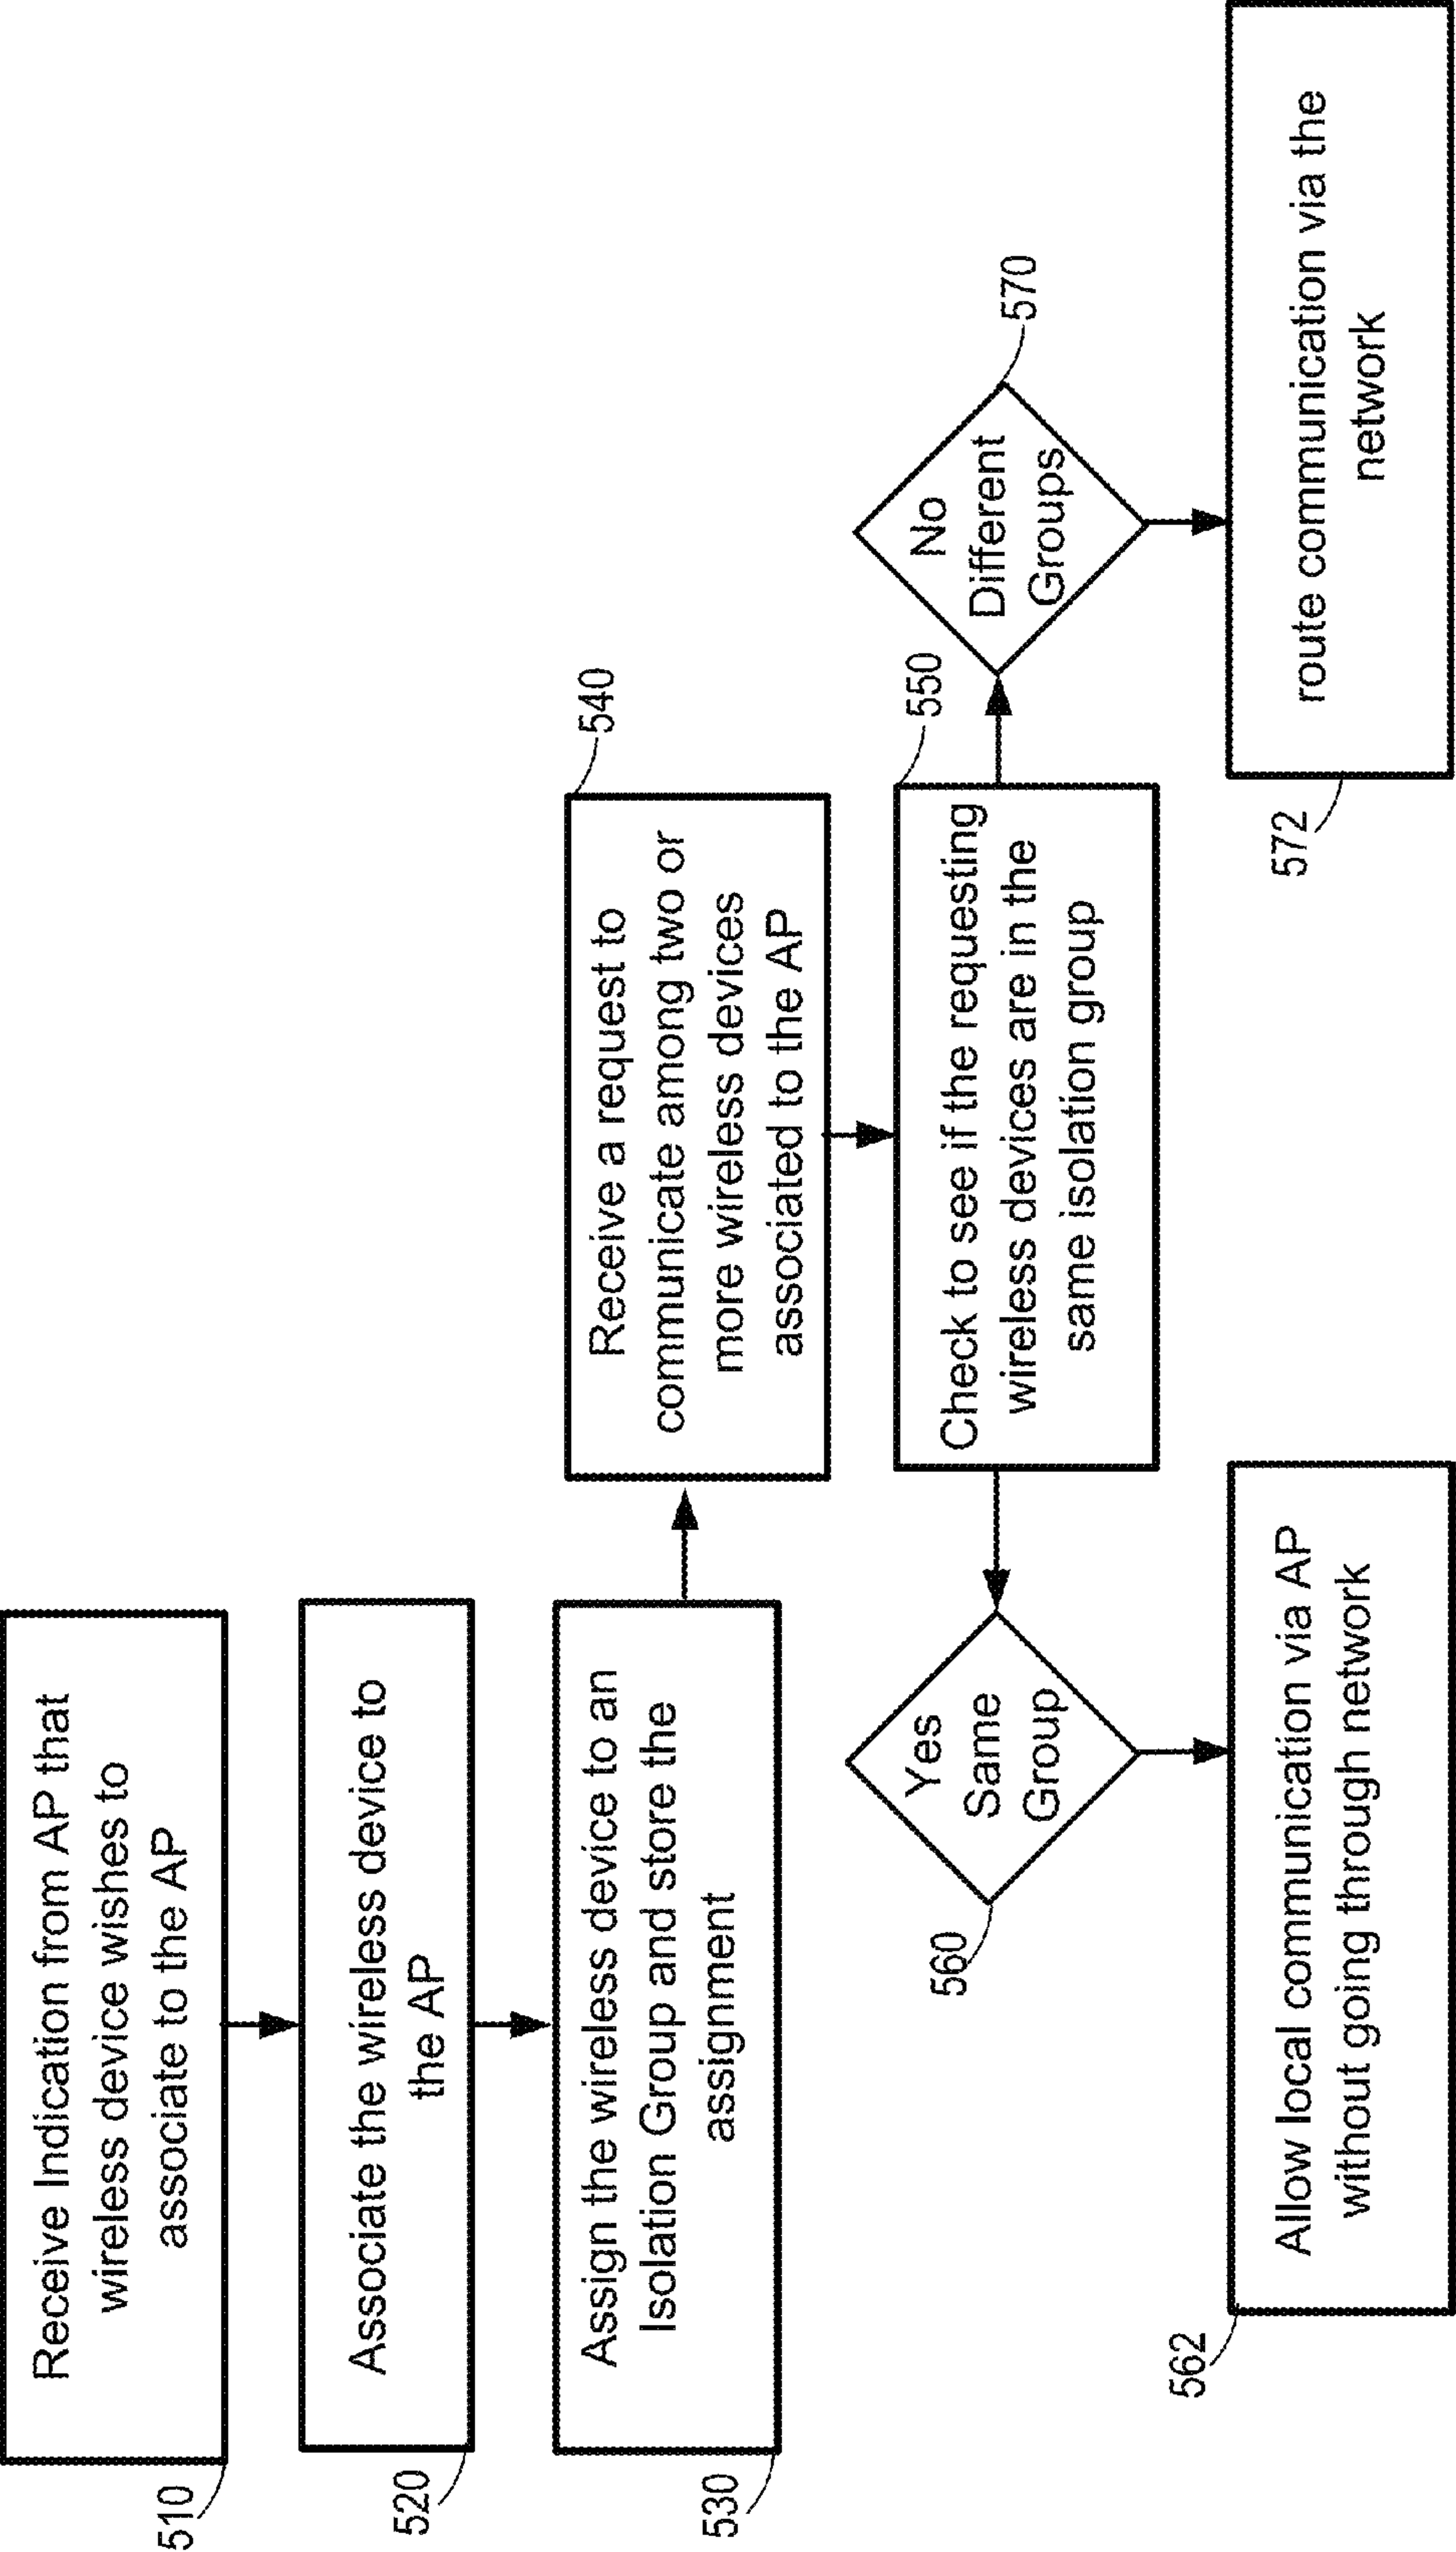 Receive Indication from AP that
wireless device wishes to
associate to the AP
510
Associate the wireless device to
the AP
520
Assign the wireless device to an
Isolation Group and store the
assignment
530
Receive a request to
communicate among two or
more wireless devices
associated to the AP
540
Check to see if the requesting
wireless devices are in the
same isolation group
550
Yes
Same
Group
560
Allow local communication via AP
without going through network
562
No
Different
Groups
570
route communication via the
network
572